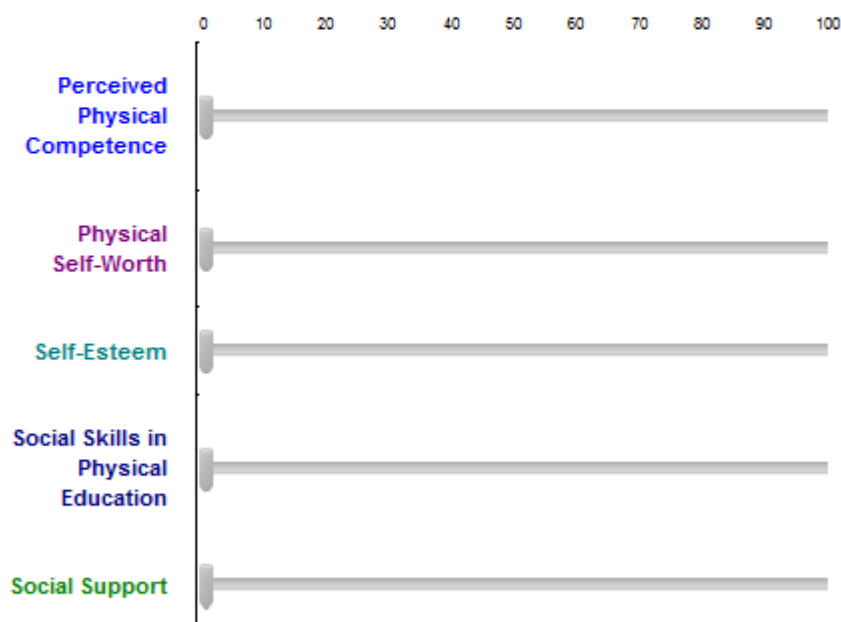 0 10 20 30 40 50 60 70 80 90 100
Perceived
Physical
Competence
Physical
Self-Worth
Self-Esteem
Social Skills in
Physical
Education
Social Support